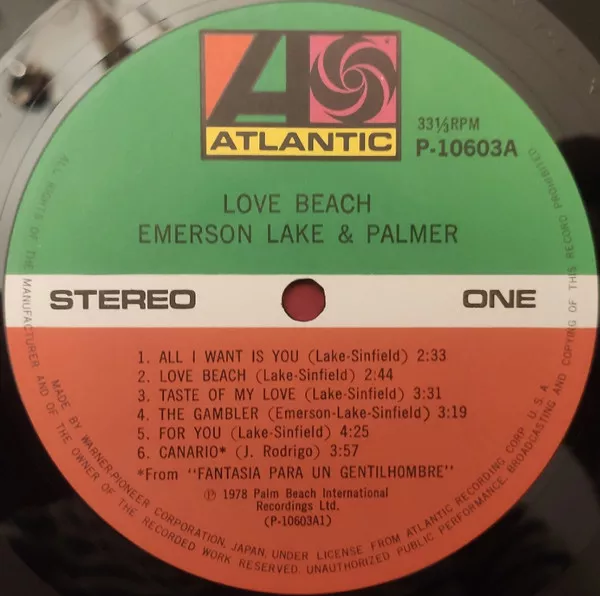 ATLANTIC
33⅓RPM
P-10603A
LOVE BEACH
EMERSON LAKE & PALMER
STEREO
ONE
1. ALL I WANT IS YOU (Lake-Sinfield) 2:33
2. LOVE BEACH (Lake-Sinfield) 2:44
3. TASTE OF MY LOVE (Lake-Sinfield) 3:31
4. THE GAMBLER (Emerson-Lake-Sinfield) 3:19
5. FOR YOU (Lake-Sinfield) 4:25
6. CANARIO* (J. Rodrigo) 3:57
*From "FANTASIA PARA UN GENTILHOMBRE"
℗ 1978 Palm Beach International
Recordings Ltd.
(P-10603A1)
MADE BY WARNER-PIONEER CORPORATION, JAPAN, UNDER LICENSE FROM ATLANTIC RECORDING CORP. U.S.A.
ALL RIGHTS OF THE MANUFACTURER AND OF THE OWNER OF THE RECORDED WORK RESERVED. UNAUTHORIZED PUBLIC PERFORMANCE, BROADCASTING AND COPYING OF THIS RECORD PROHIBITED